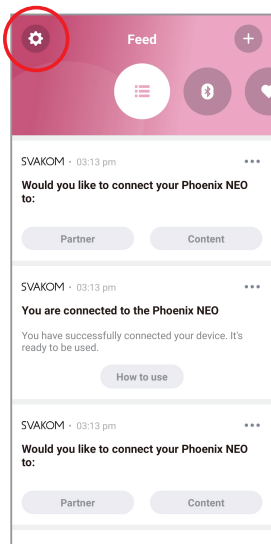 Feed
SVAKOM • 03:13 pm
Would you like to connect your Phoenix NEO
to:
Partner Content
SVAKOM • 03:13 pm
You are connected to the Phoenix NEO
You have successfully connected your device. It's
ready to be used.
How to use
SVAKOM • 03:13 pm
Would you like to connect your Phoenix NEO
to:
Partner Content